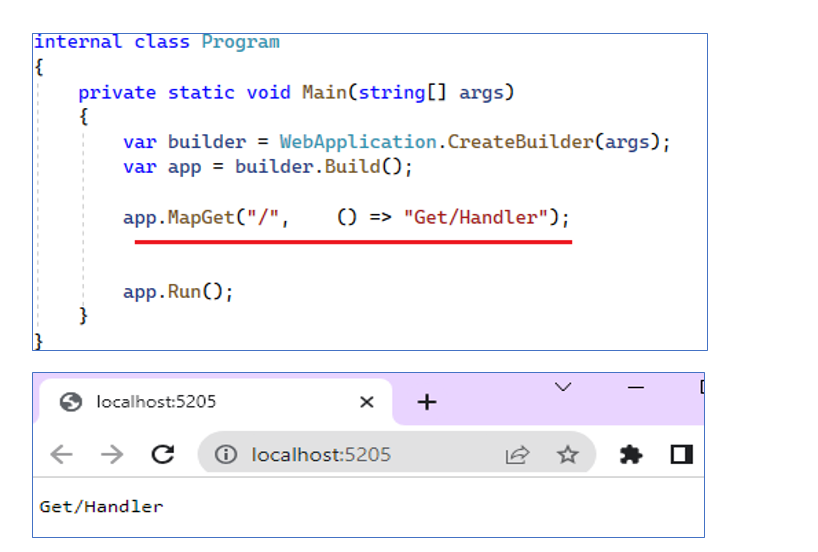 internal class Program
{
private static void Main(string[] args)
{
var builder = WebApplication.CreateBuilder(args);
var app = builder.Build();
app.MapGet("/", () => "Get/Handler");
app.Run();
}
}
localhost:5205
localhost:5205
Get/Handler